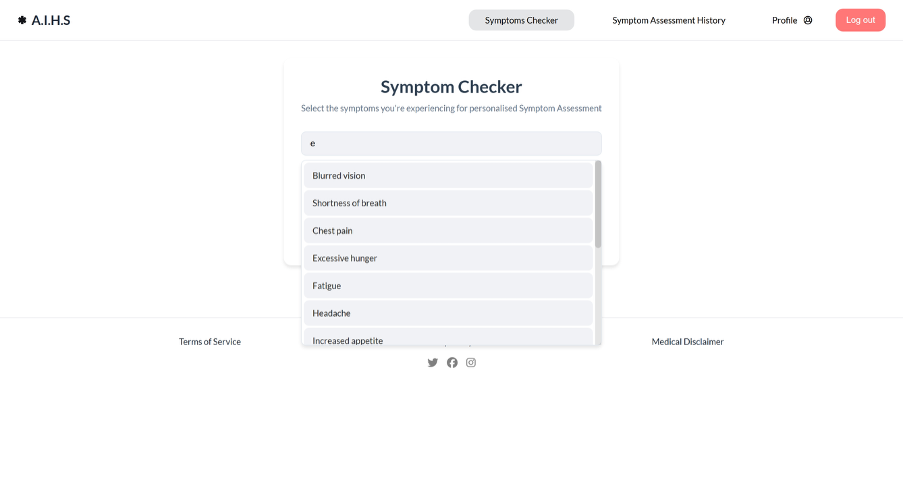 A.I.H.S
Symptoms Checker
Symptom Assessment History
Profile
Log out
Symptom Checker
Select the symptoms you're experiencing for personalised Symptom Assessment
e
Blurred vision
Shortness of breath
Chest pain
Excessive hunger
Fatigue
Headache
Increased appetite
Terms of Service
Medical Disclaimer